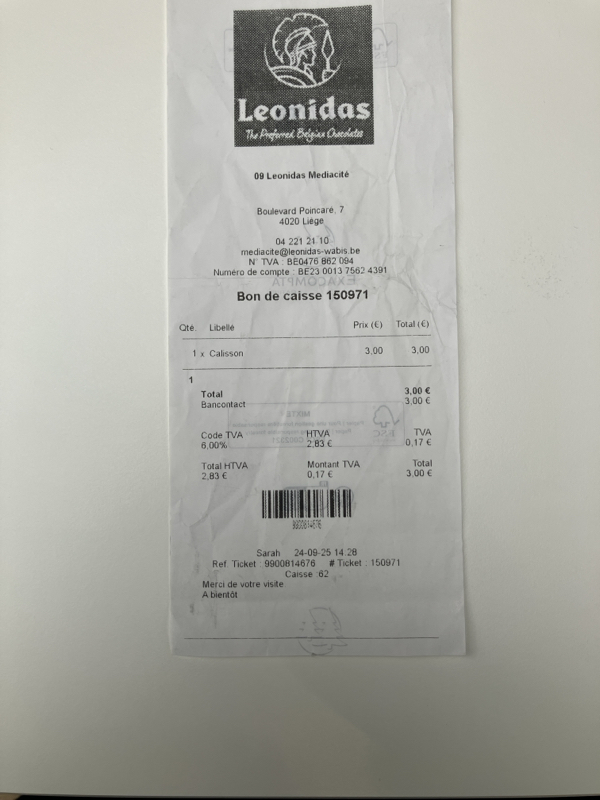 Leonidas
The Preferred Belgian Chocolates
09 Leonidas Mediacité
Boulevard Poincaré, 7
4020 Liège
04 221 21 10
mediacite@leonidas-wabis.be
N° TVA : BE0476 862 094
Numéro de compte : BE23 0013 7562 4391
EXACOMPTA
Bon de caisse 150971
Qté. Libellé Prix (€) Total (€)
1 x Calisson 3,00 3,00
1
Total 3,00 €
Bancontact 3,00 €
MIXTE
Code TVA HTVA TVA
6,00% 2,83 € 0,17 €
Total HTVA Montant TVA Total
2,83 € 0,17 € 3,00 €
9900814676
Sarah 24-09-25 14:28
Ref. Ticket : 9900814676 # Ticket : 150971
Caisse 62
Merci de votre visite
A bientôt